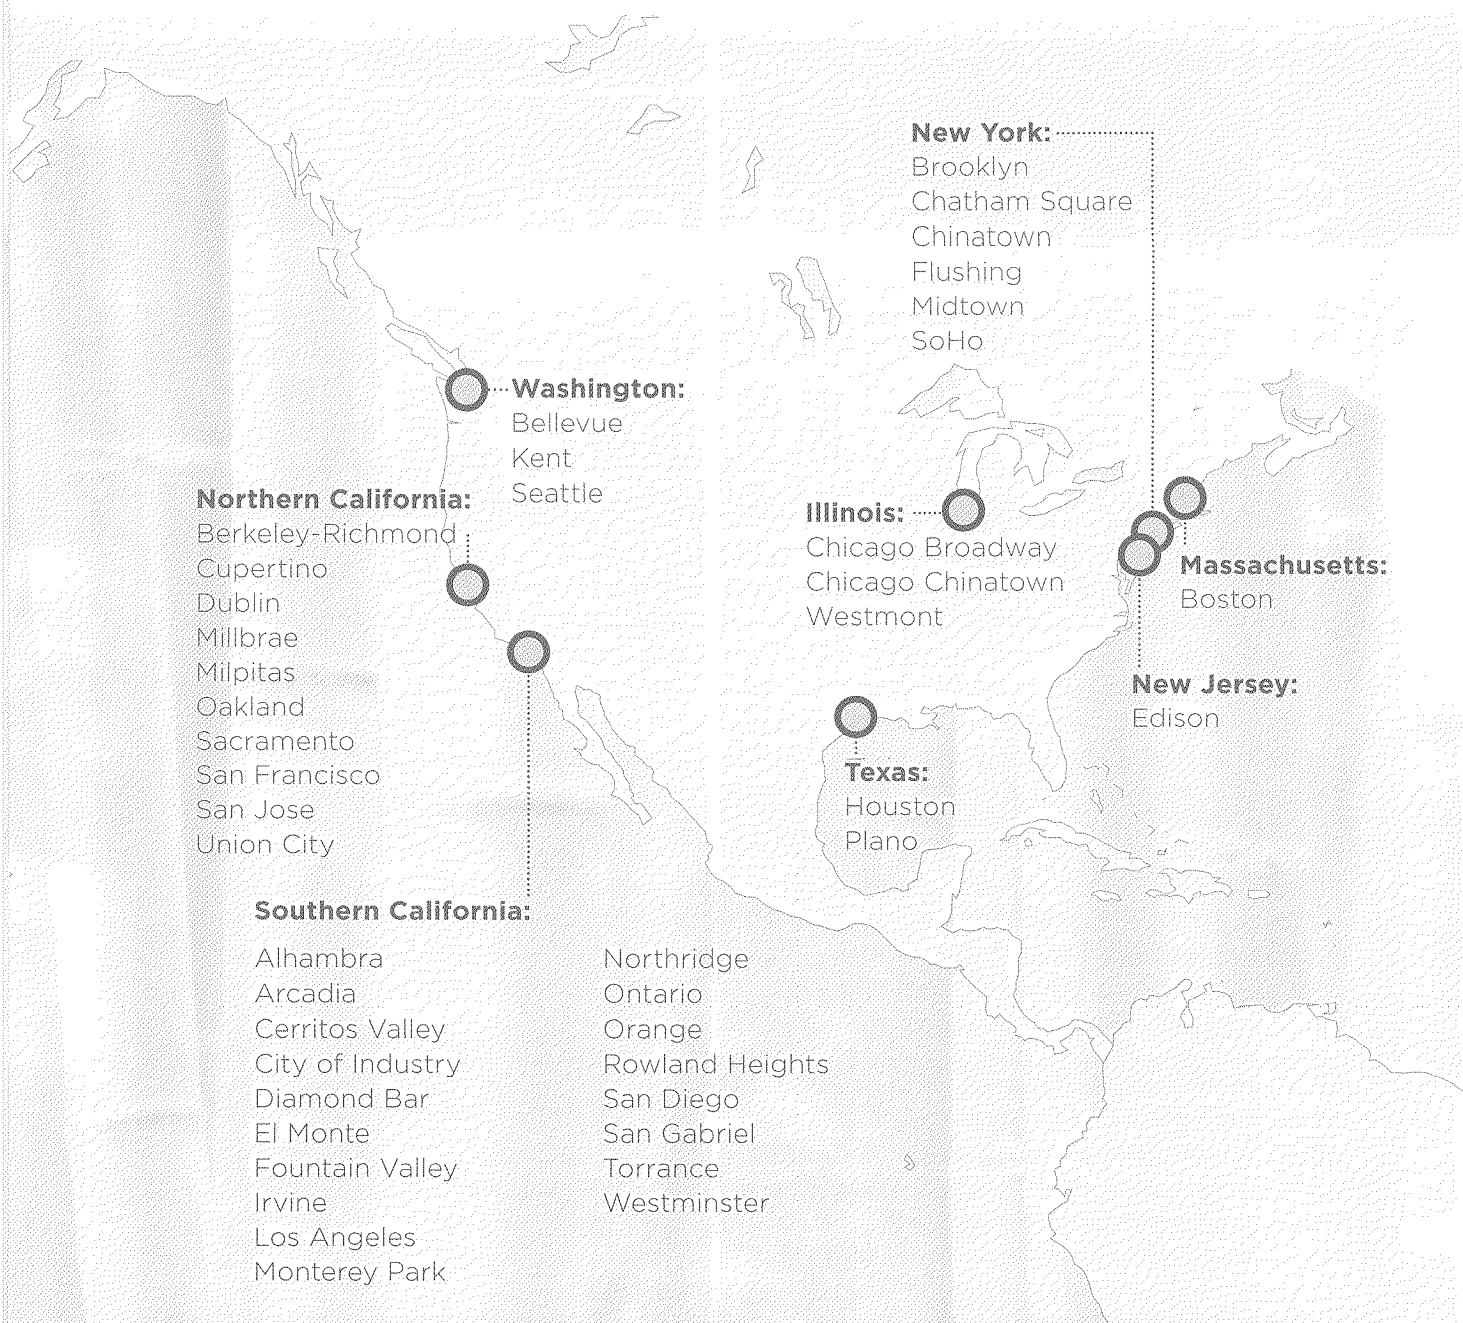 New York:
Brooklyn
Chatham Square
Chinatown
Flushing
Midtown
SoHo
Washington:
Bellevue
Kent
Seattle
Northern California:
Berkeley-Richmond
Cupertino
Dublin
Millbrae
Milpitas
Oakland
Sacramento
San Francisco
San Jose
Union City
Illinois:
Chicago Broadway
Chicago Chinatown
Westmont
Massachusetts:
Boston
New Jersey:
Edison
Texas:
Houston
Plano
Southern California:
Alhambra
Arcadia
Cerritos Valley
City of Industry
Diamond Bar
El Monte
Fountain Valley
Irvine
Los Angeles
Monterey Park
Northridge
Ontario
Orange
Rowland Heights
San Diego
San Gabriel
Torrance
Westminster